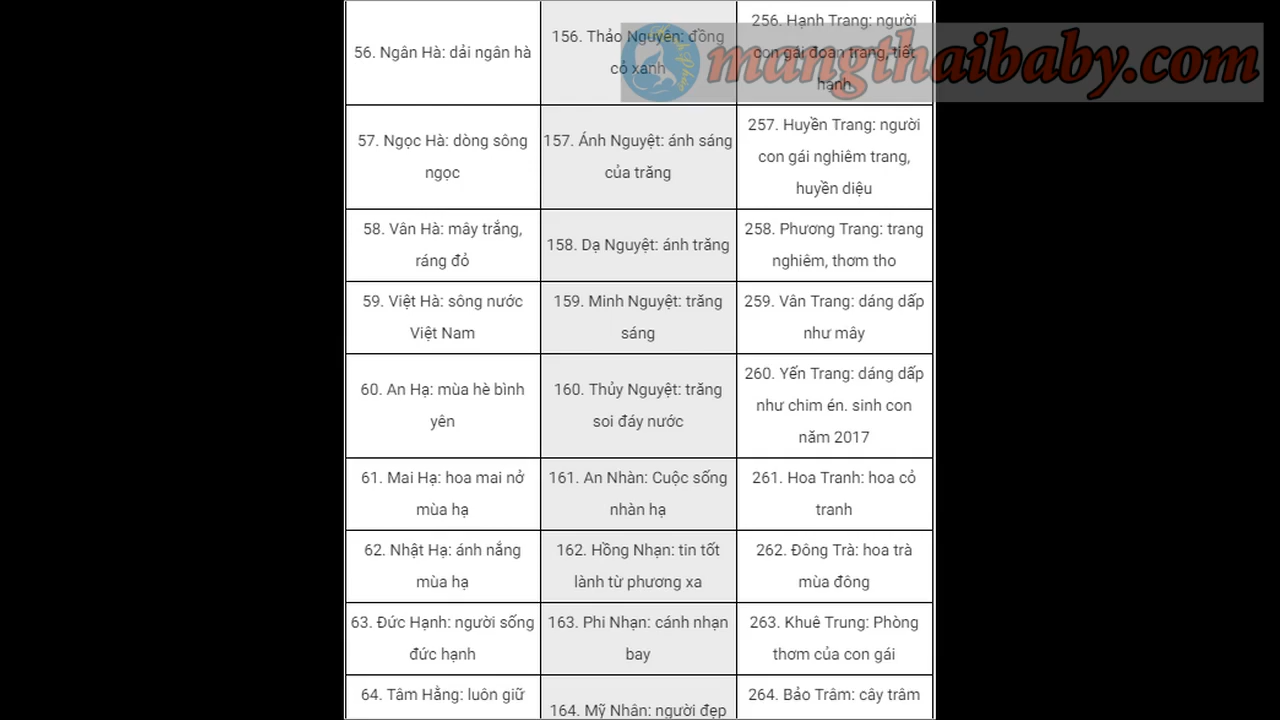 56. Ngân Hà: dải ngân hà
156. Thảo Nguyên: đồng
cỏ xanh
256. Hạnh Trang: người
con gái đoan trang, tiết
hạnh
mangthaibaby.com
57. Ngọc Hà: dòng sông
ngọc
157. Ánh Nguyệt: ánh sáng
của trăng
257. Huyền Trang: người
con gái nghiêm trang,
huyền diệu
58. Vân Hà: mây trắng,
ráng đỏ
158. Dạ Nguyệt: ánh trăng
258. Phương Trang: trang
nghiêm, thơm tho
59. Việt Hà: sông nước
Việt Nam
159. Minh Nguyệt: trăng
sáng
259. Vân Trang: dáng dấp
như mây
60. An Hạ: mùa hè bình
yên
160. Thủy Nguyệt: trăng
soi đáy nước
260. Yến Trang: dáng dấp
như chim én. sinh con
năm 2017
61. Mai Hạ: hoa mai nở
mùa hạ
161. An Nhàn: Cuộc sống
nhàn hạ
261. Hoa Tranh: hoa cỏ
tranh
62. Nhật Hạ: ánh nắng
mùa hạ
162. Hồng Nhạn: tin tốt
lành từ phương xa
262. Đông Trà: hoa trà
mùa đông
63. Đức Hạnh: người sống
đức hạnh
163. Phi Nhạn: cánh nhạn
bay
263. Khuê Trung: Phòng
thơm của con gái
64. Tâm Hằng: luôn giữ
164. Mỹ Nhân: người đẹp
264. Bảo Trâm: cây trâm